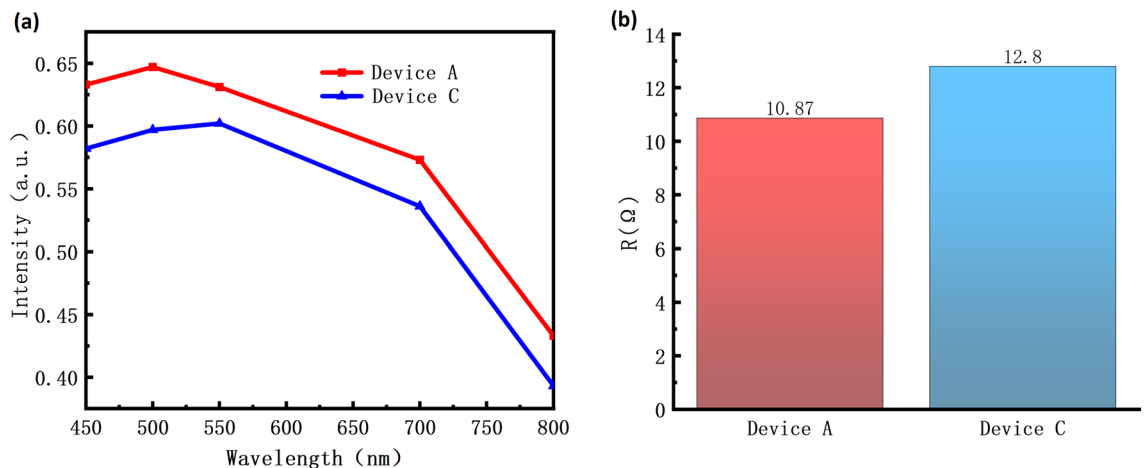 (a)
Intensity (a.u.)
0.65
0.60
0.55
0.50
0.45
0.40
Device A
Device C
450 500 550 600 650 700 750 800
Wavelength (nm)
(b)
R(Ω)
14
12
10
8
6
4
2
0
10.87
12.8
Device A Device C